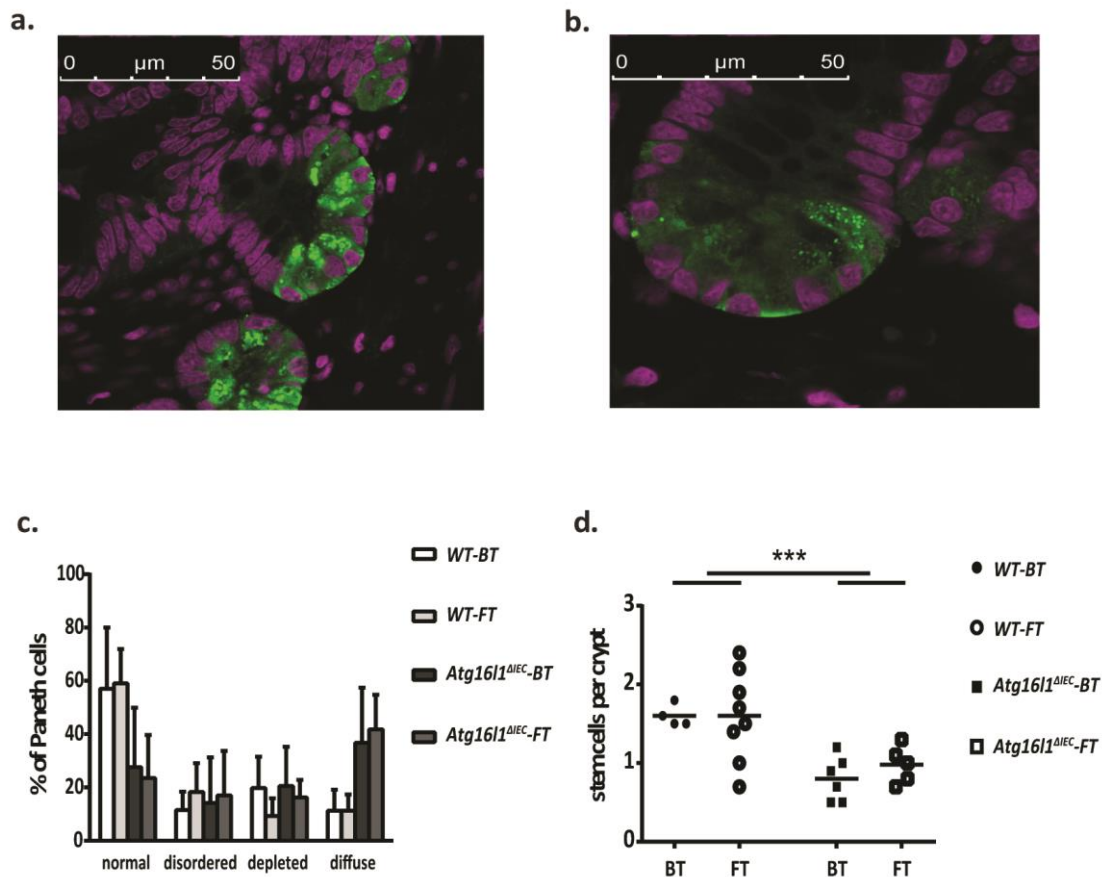 a.
0 µm 50
b.
0 µm 50
c.
% of Paneth cells
100
80
60
40
20
0
normal disordered depleted diffuse
WT-BT
WT-FT
Atg16l1ΔIEC-BT
Atg16l1ΔIEC-FT
d.
***
stem cells per crypt
3
2
1
0
BT FT BT FT
WT-BT
WT-FT
Atg16l1ΔIEC-BT
Atg16l1ΔIEC-FT